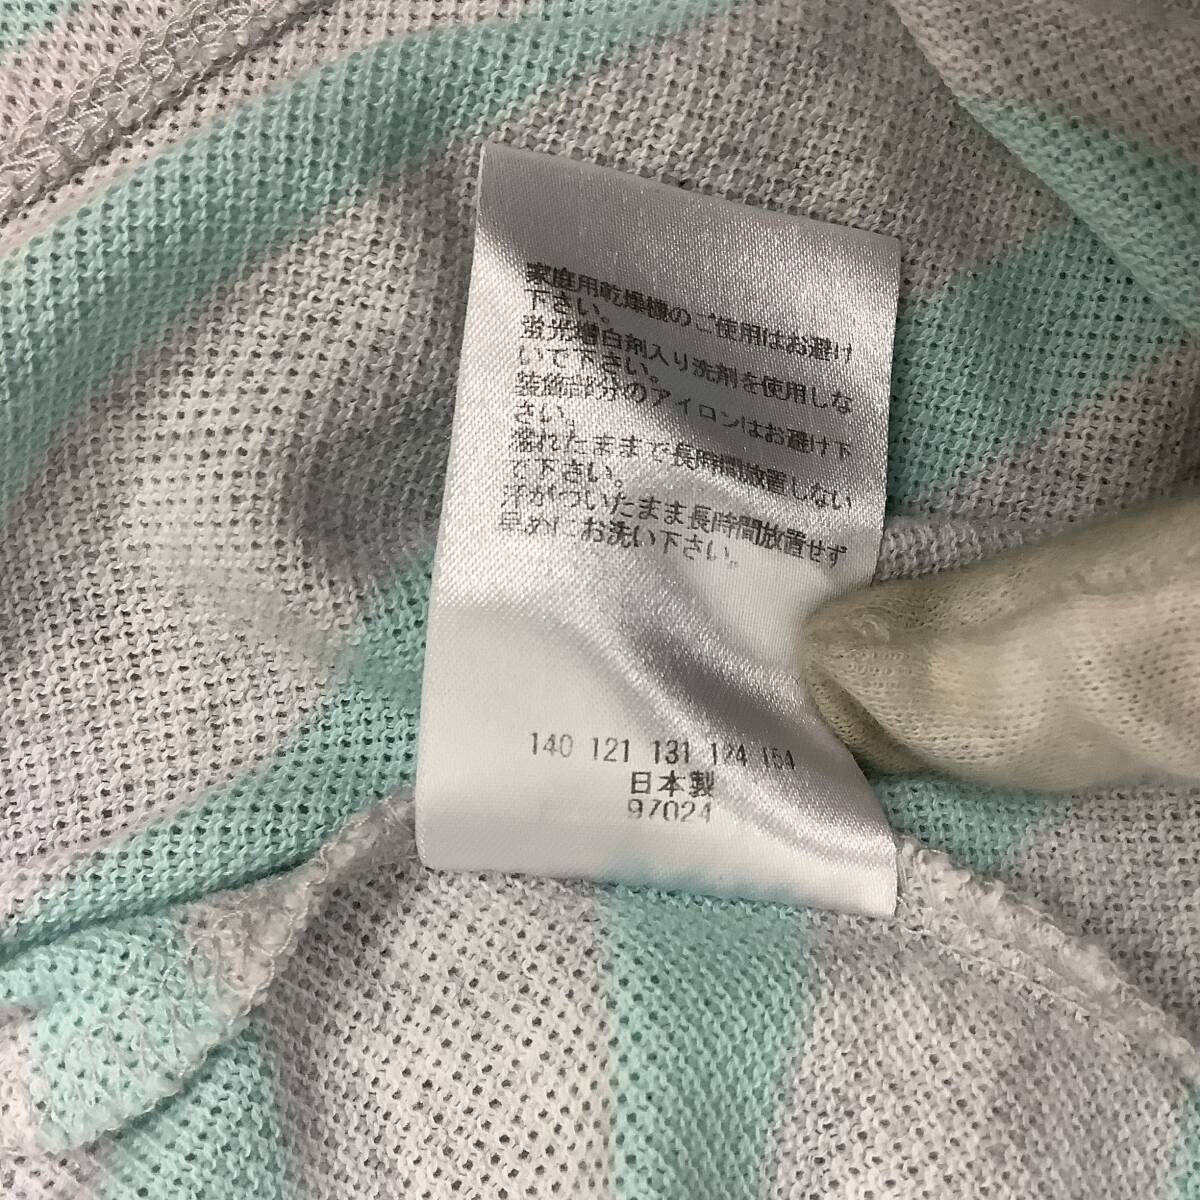 家庭用乾燥機のご使用はお避け
下さい。
蛍光増白剤入り洗剤を使用しな
いで下さい。
装飾部分のアイロンはお避け下
さい。
濡れたままで長時間放置しない
で下さい。
汗がついたまま長時間放置せず
早めにお洗い下さい。
140 121 131 124 15A
日本製
97024